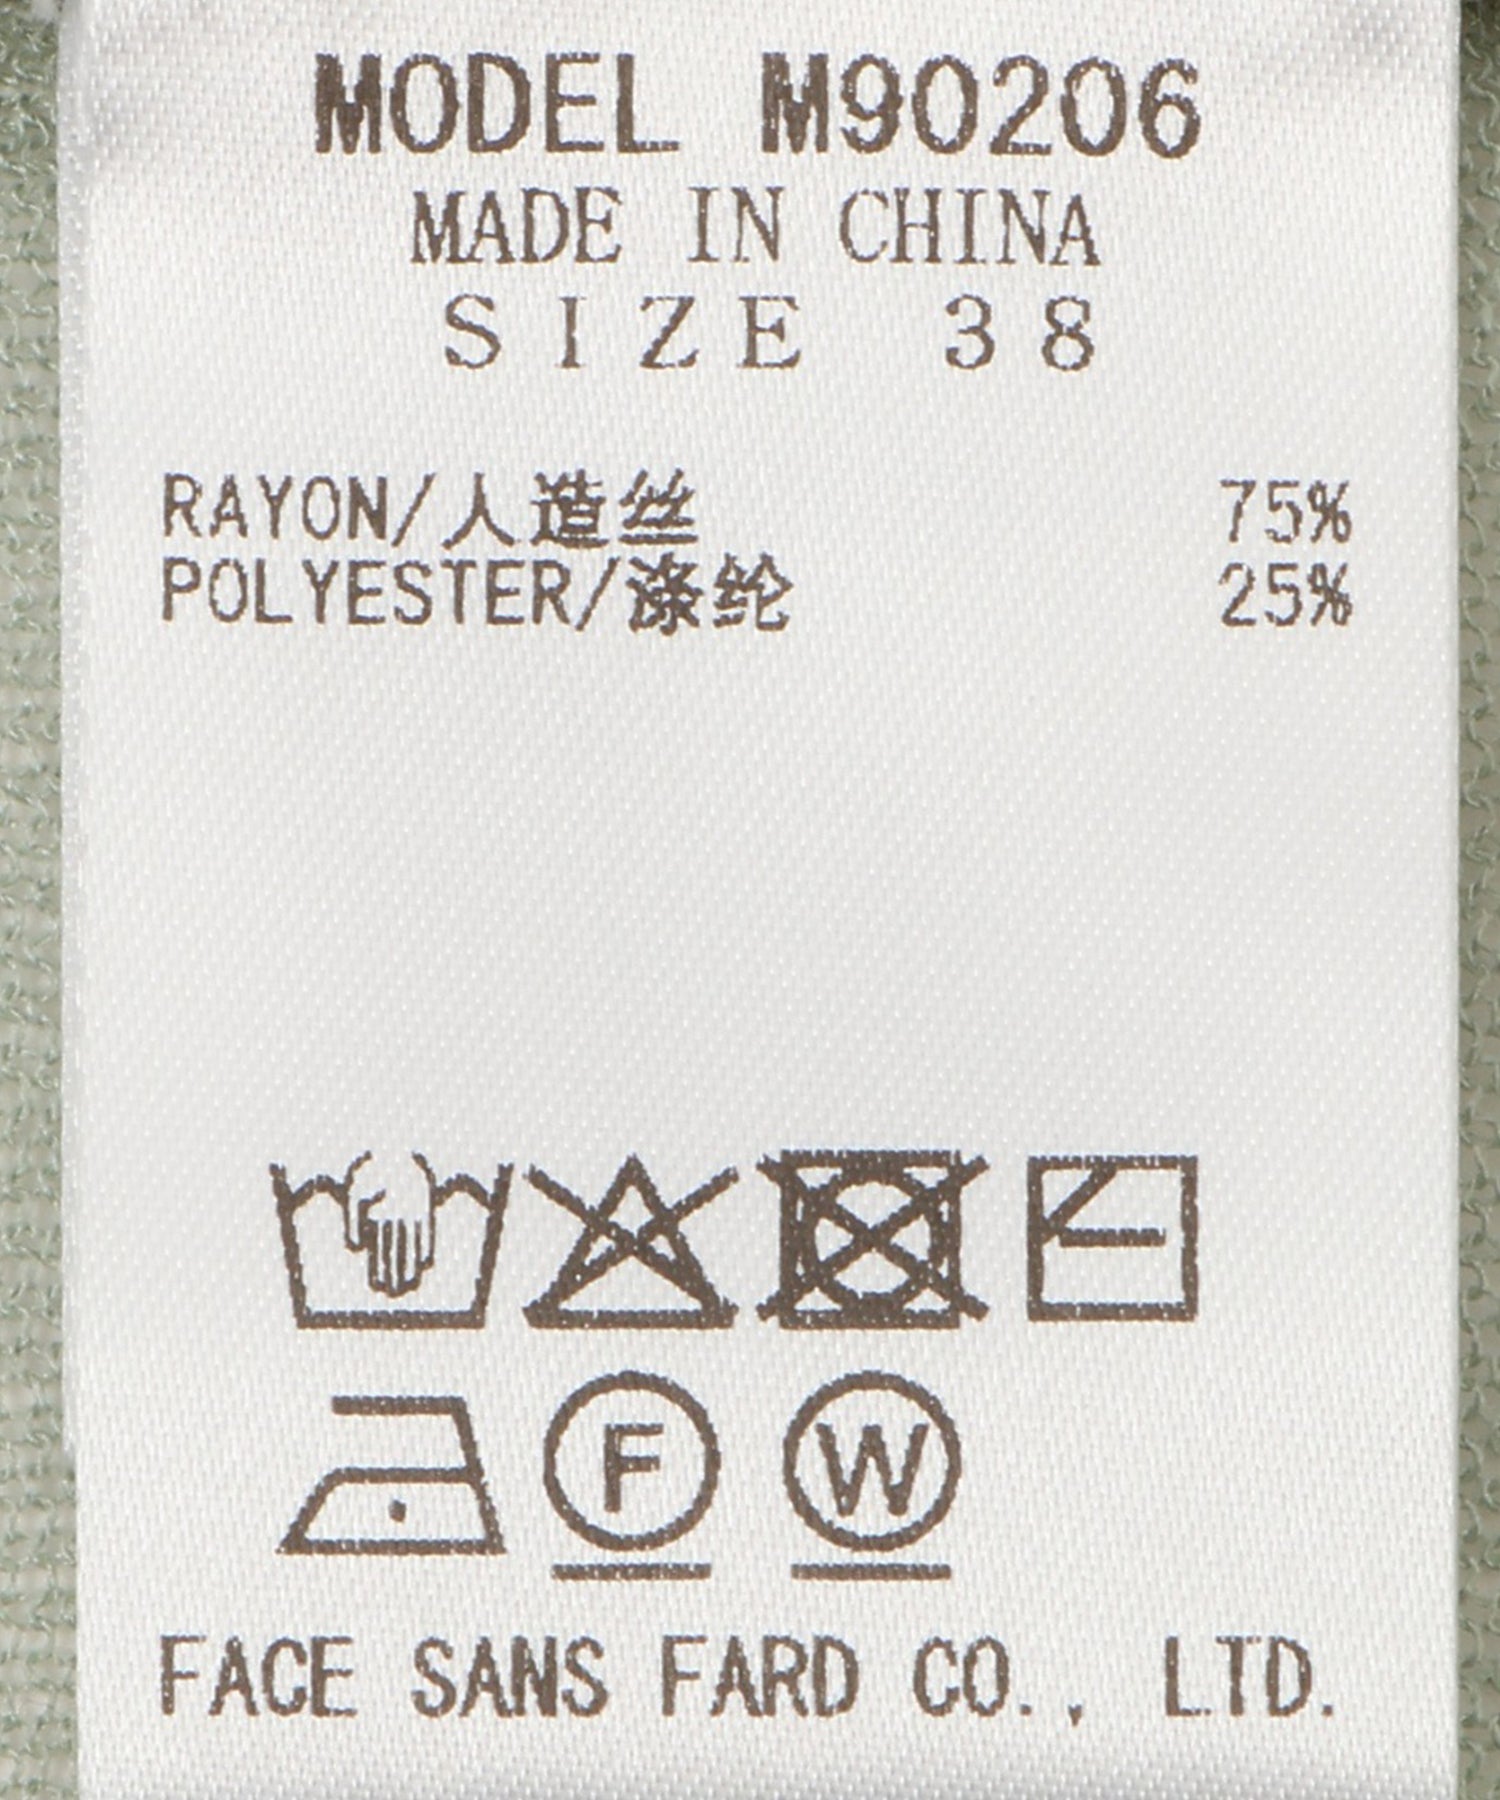 MODEL M90206
MADE IN CHINA
SIZE 38
RAYON/人造丝 75%
POLYESTER/涤纶 25%
F W
FACE SANS FARD CO., LTD.